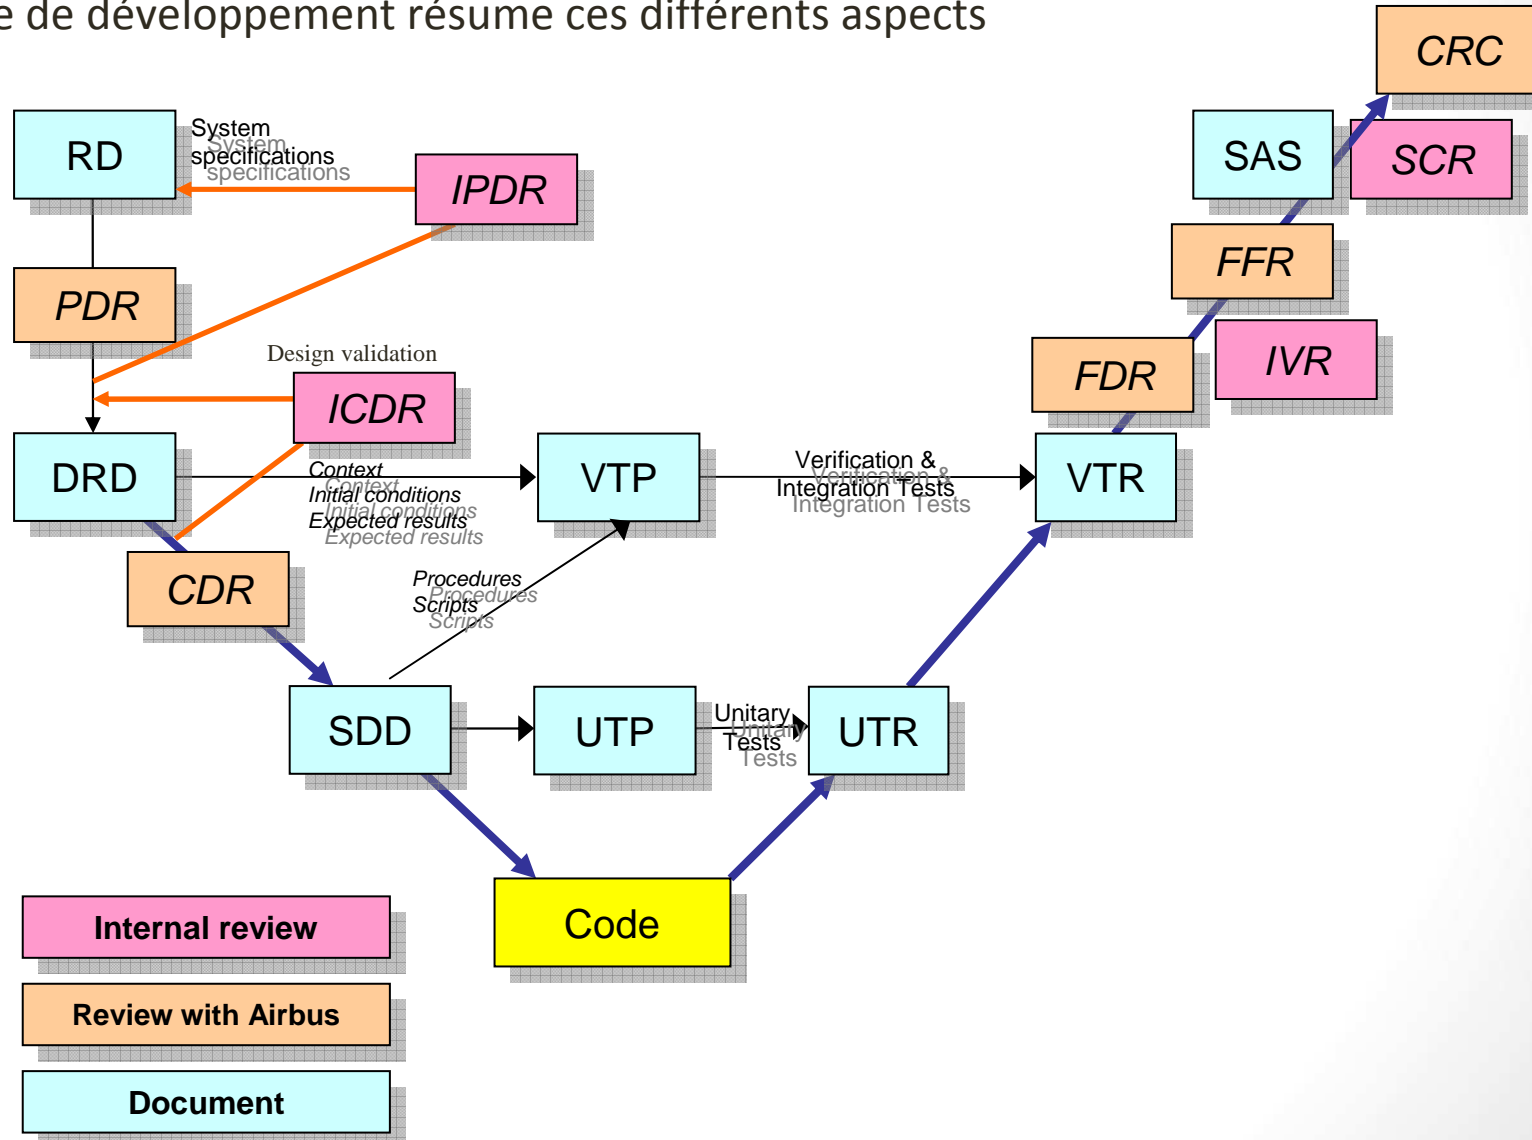 e de développement résume ces différents aspects
CRC
RD
System
specifications
IPDR
SAS
SCR
PDR
FFR
Design validation
ICDR
FDR
IVR
DRD
Context
Initial conditions
Expected results
VTP
Verification &
Integration Tests
VTR
CDR
Procedures
Scripts
SDD
UTP
Unitary
Tests
UTR
Code
Internal review
Review with Airbus
Document